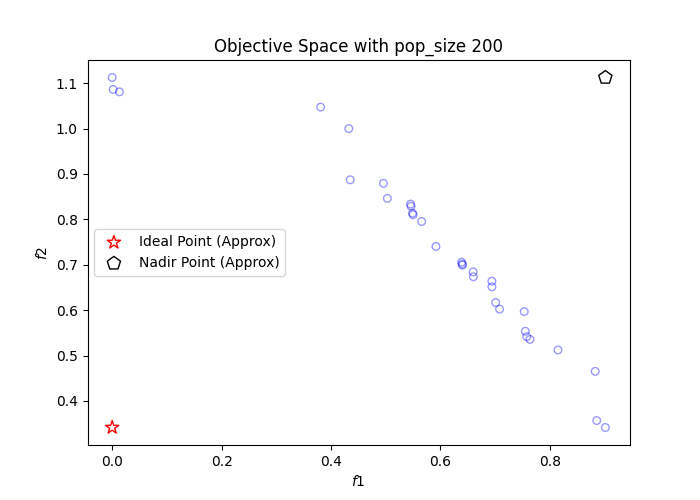 Objective Space with pop_size 200
1.1
1.0
0.9
0.8
0.7
0.6
0.5
0.4
f2
Ideal Point (Approx)
Nadir Point (Approx)
0.0 0.2 0.4 0.6 0.8
f1